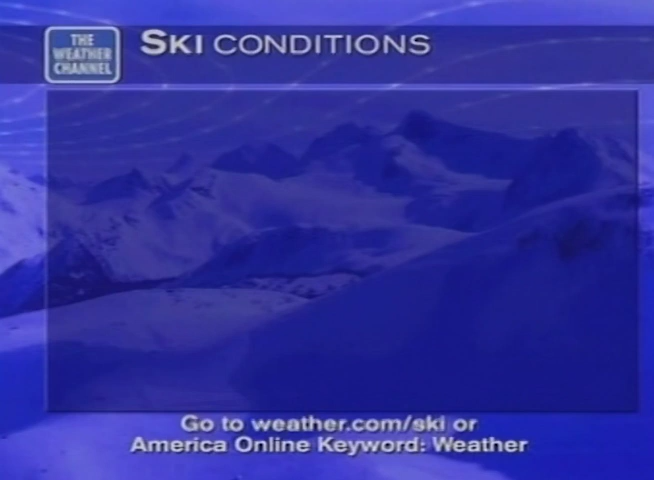 THE
WEATHER
CHANNEL
SKI CONDITIONS
Go to weather.com/ski or
America Online Keyword: Weather